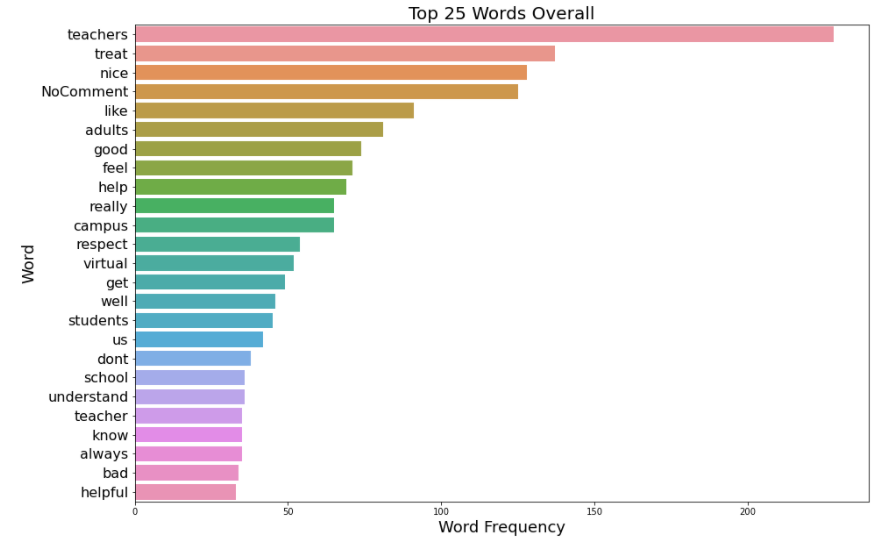 Top 25 Words Overall
teachers
treat
nice
NoComment
like
adults
good
feel
help
really
campus
respect
virtual
get
well
students
us
dont
school
understand
teacher
know
always
bad
helpful
Word
0 50 100 150 200
Word Frequency